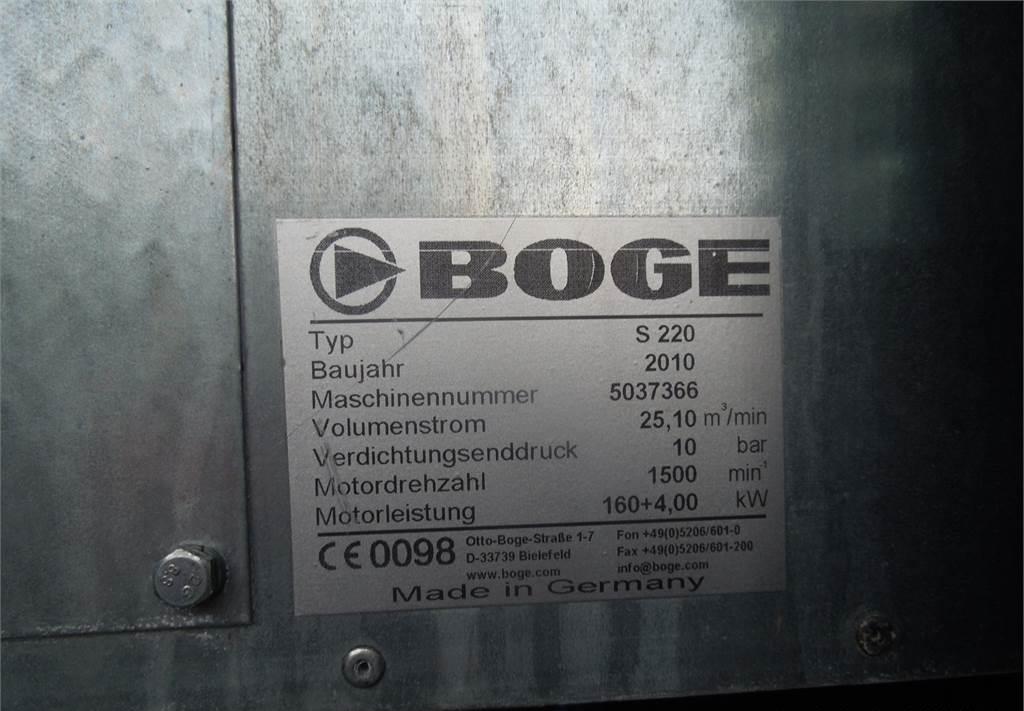 BOGE
Typ S 220
Baujahr 2010
Maschinennummer 5037366
Volumenstrom 25,10 m³/min
Verdichtungsenddruck 10 bar
Motordrehzahl 1500 min⁻¹
Motorleistung 160+4,00 kW
CE 0098
Otto-Boge-Straße 1-7
D-33739 Bielefeld
www.boge.com
Fon +49(0)5206/601-0
Fax +49(0)5206/601-200
info@boge.com
Made in Germany